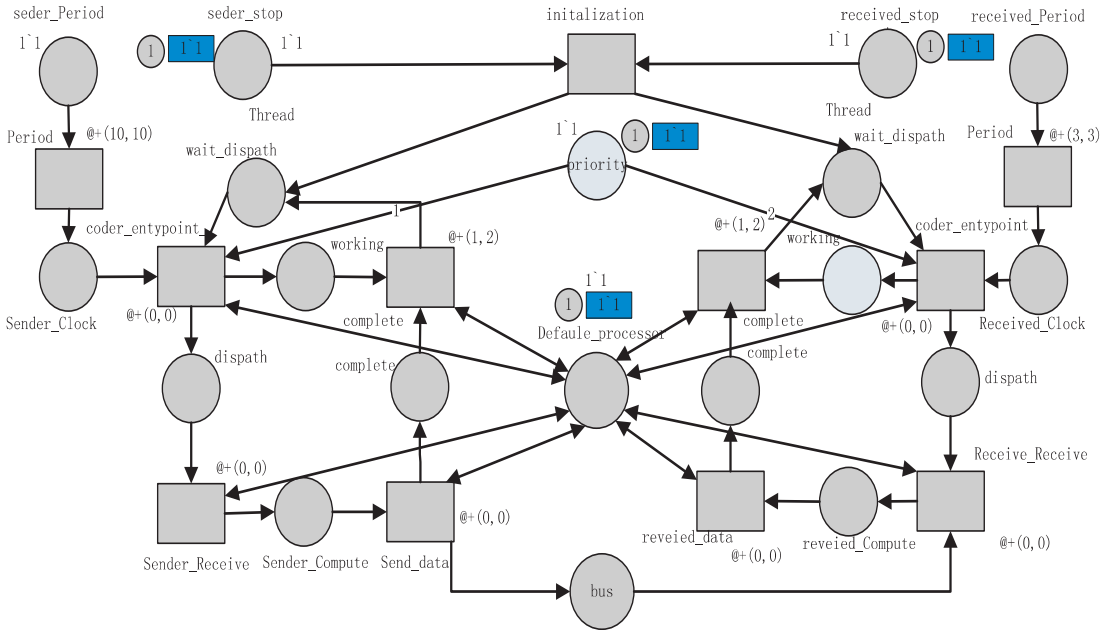 seder_Period
seder_stop
initalization
received_stop
received_Period
1`1
1
1`1
1`1
1`1
1
1`1
Thread
Thread
Period
@+(10,10)
1`1
1
1`1
Period
@+(3,3)
wait_dispath
priority
wait_dispath
1
2
coder_entypoint
working
@+(1,2)
@+(1,2)
working
coder_entypoint
1`1
1
1`1
Sender_Clock
@+(0,0)
complete
Defaule_processor
complete
@+(0,0)
Received_Clock
dispath
complete
complete
dispath
@+(0,0)
Receive_Receive
@+(0,0)
reveied_data
reveied_Compute
@+(0,0)
@+(0,0)
Sender_Receive
Sender_Compute
Send_data
bus